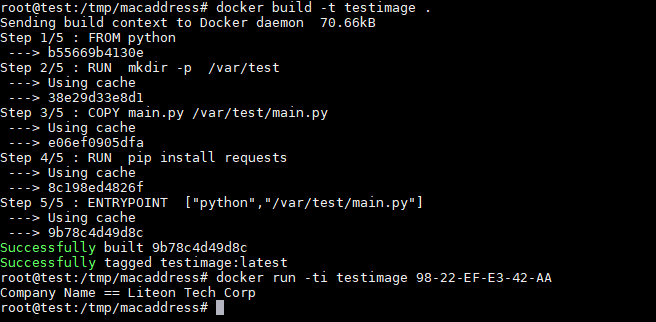 root@test:/tmp/macaddress# docker build -t testimage .
Sending build context to Docker daemon  70.66kB
Step 1/5 : FROM python
 ---> b55669b4130e
Step 2/5 : RUN  mkdir -p  /var/test
 ---> Using cache
 ---> 38e29d33e8d1
Step 3/5 : COPY main.py /var/test/main.py
 ---> Using cache
 ---> e06ef0905dfa
Step 4/5 : RUN  pip install requests
 ---> Using cache
 ---> 8c198ed4826f
Step 5/5 : ENTRYPOINT  ["python","/var/test/main.py"]
 ---> Using cache
 ---> 9b78c4d49d8c
Successfully built 9b78c4d49d8c
Successfully tagged testimage:latest
root@test:/tmp/macaddress# docker run -ti testimage 98-22-EF-E3-42-AA
Company Name == Liteon Tech Corp
root@test:/tmp/macaddress#